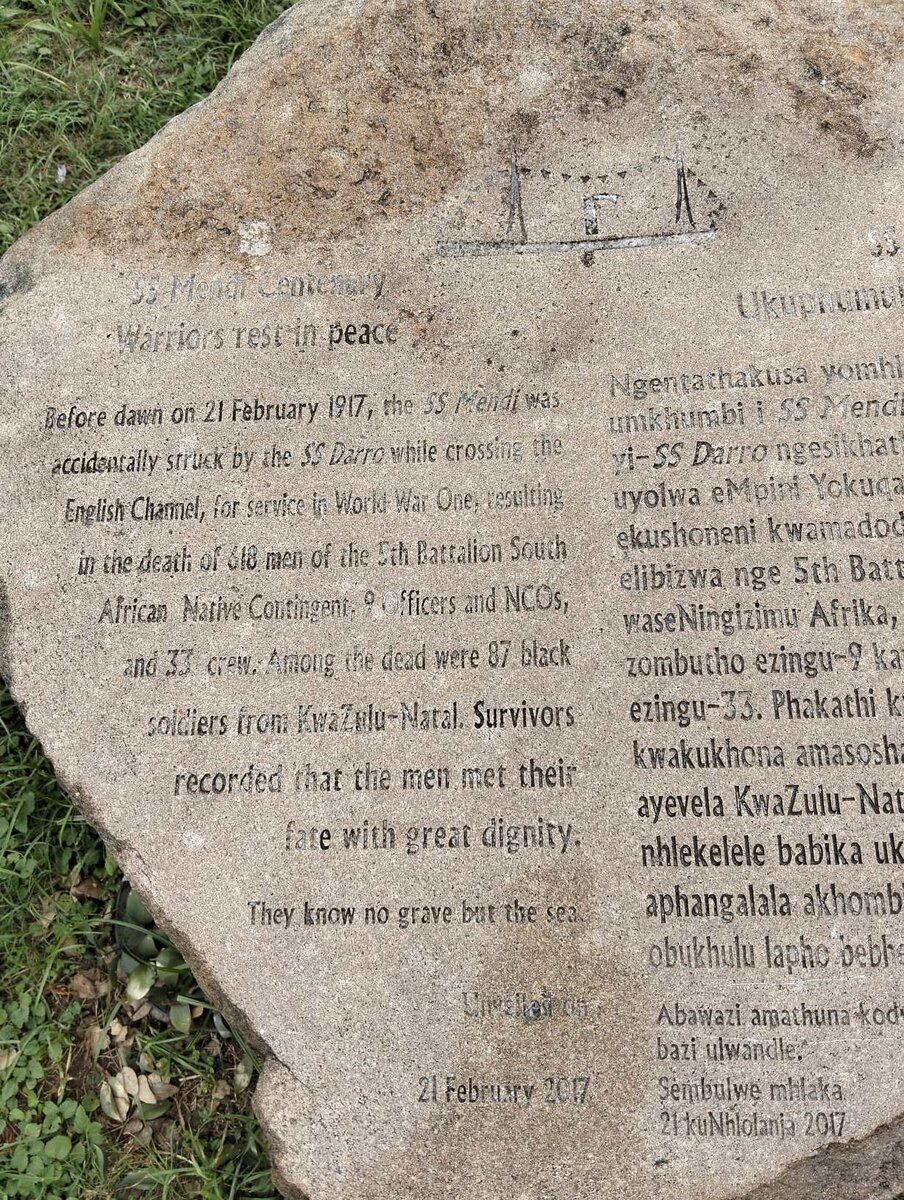 SS Mendi Centenary
Warriors rest in peace
Before dawn on 21 February 1917, the SS Mendi was
accidentally struck by the SS Darro while crossing the
English Channel, for service in World War One, resulting
in the death of 618 men of the 5th Battalion South
African Native Contingent, 9 Officers and NCOs,
and 33 crew. Among the dead were 87 black
soldiers from KwaZulu-Natal. Survivors
recorded that the men met their
fate with great dignity.
They know no grave but the sea.
Unveiled on
21 February 2017
SS
Ukuphumu
Ngentathakusa yomhl
umkhumbi i SS Mendi
yi-SS Darro ngesikhat
uyolwa eMpini Yokuqa
ekushoneni kwamadod
elibizwa nge 5th Batt
waseNingizimu Afrika,
zombutho ezingu-9 ka
ezingu-33. Phakathi k
kwakukhona amasosha
ayevela KwaZulu-Nat
nhlekelele babika uk
aphangalala akhombi
obukhulu lapho bebhe
Abawazi amathuna kodw
bazi ulwandle.
Sembulwe mhlaka
21 kuNhlolanja 2017